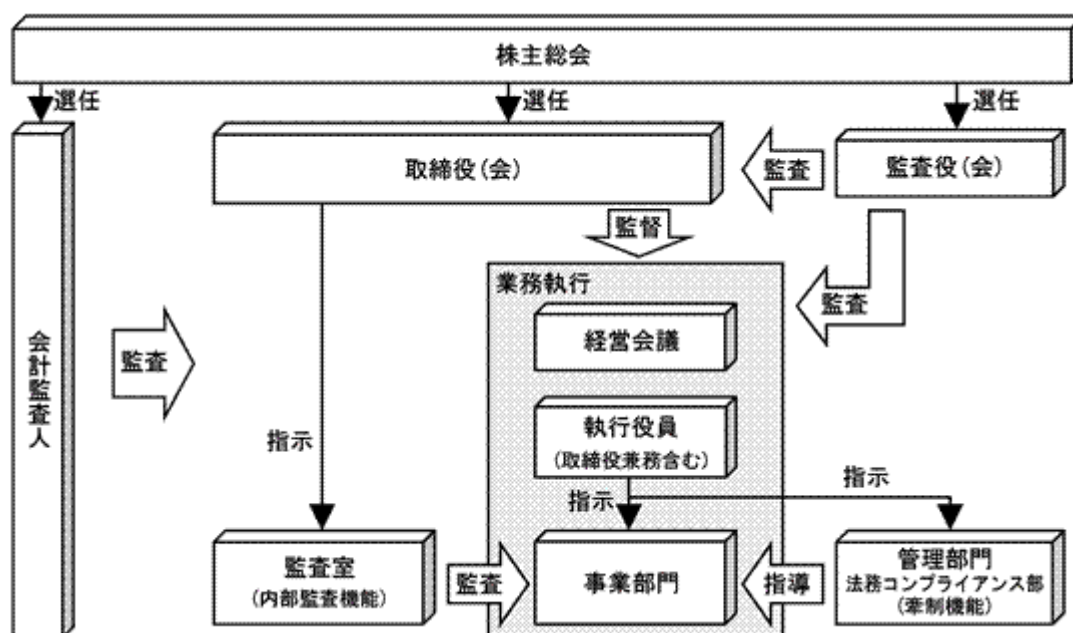 株主総会
選任
選任
選任
取締役(会)
監査
監査役(会)
監督
業務執行
監査
経営会議
会計監査人
監査
執行役員
(取締役兼務含む)
指示
指示
指示
監査室
(内部監査機能)
監査
事業部門
指導
管理部門
法務コンプライアンス部
(牽制機能)